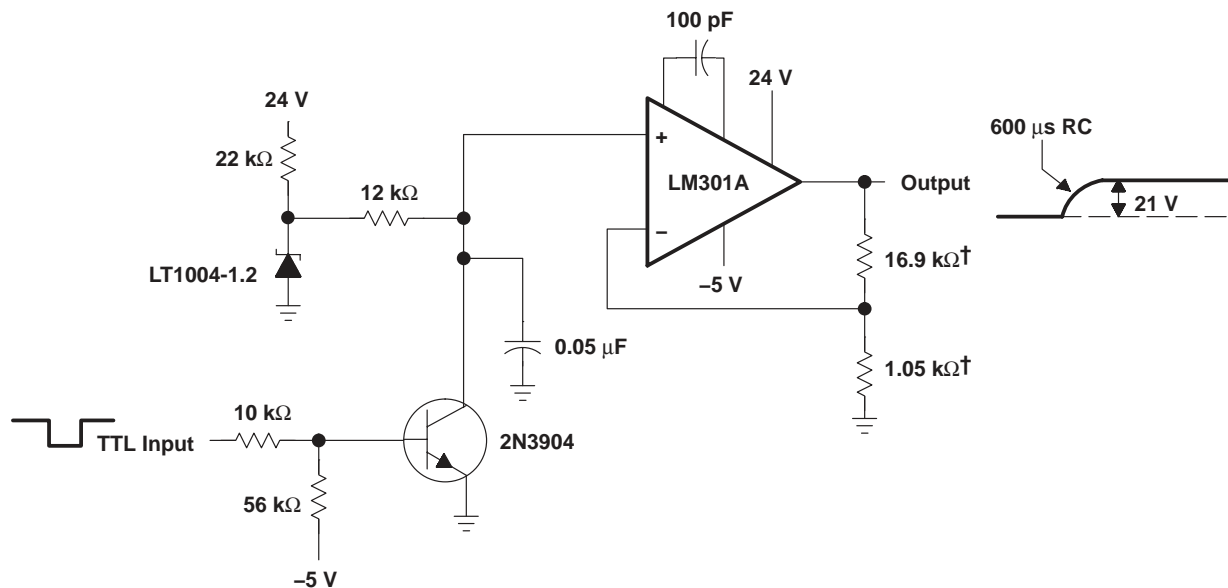 100 pF
24 V
24 V
600 μs RC
22 kΩ
+
12 kΩ
LM301A
Output
21 V
−
16.9 kΩ†
LT1004-1.2
–5 V
0.05 μF
1.05 kΩ†
10 kΩ
TTL Input
2N3904
56 kΩ
–5 V